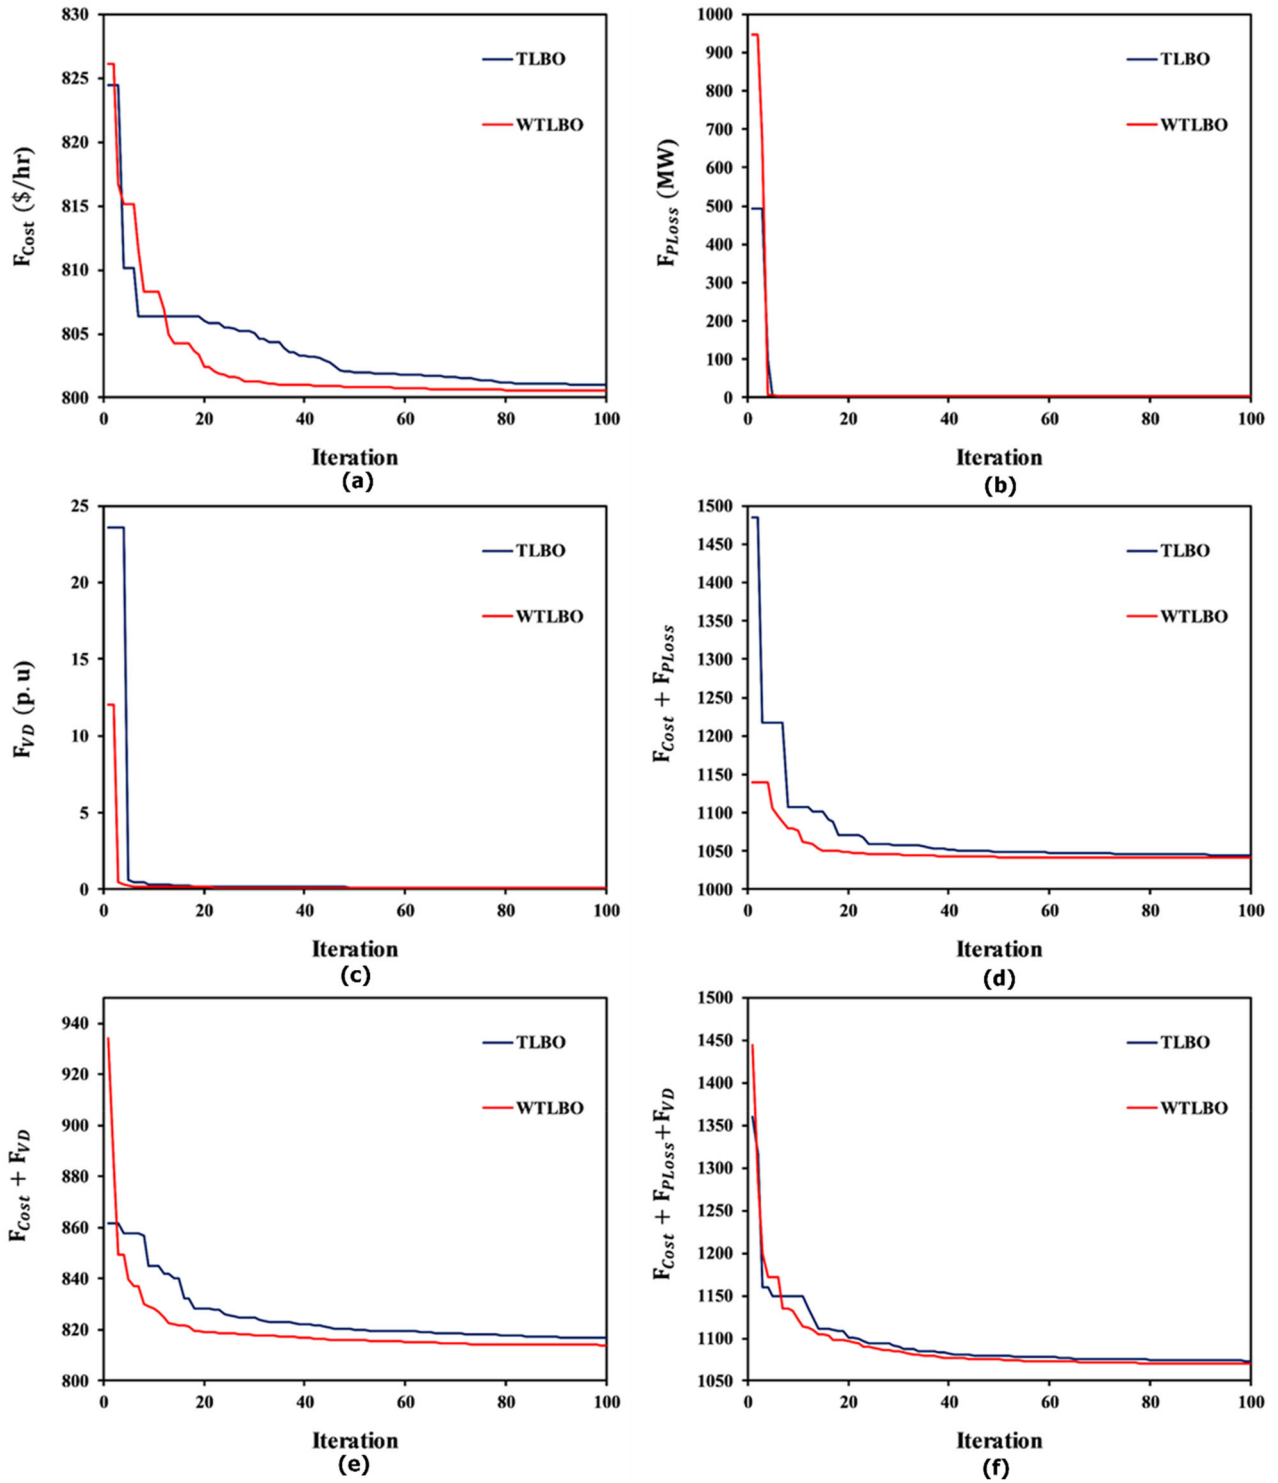 830
825
820
815
810
805
800
F_Cost ($/hr)
TLBO
WTLBO
0 20 40 60 80 100
Iteration
(a)
1000
900
800
700
600
500
400
300
200
100
0
F_PLoss (MW)
TLBO
WTLBO
0 20 40 60 80 100
Iteration
(b)
25
20
15
10
5
0
F_VD (p.u)
TLBO
WTLBO
0 20 40 60 80 100
Iteration
(c)
1500
1450
1400
1350
1300
1250
1200
1150
1100
1050
1000
F_Cost + F_PLoss
TLBO
WTLBO
0 20 40 60 80 100
Iteration
(d)
940
920
900
880
860
840
820
800
F_Cost + F_VD
TLBO
WTLBO
0 20 40 60 80 100
Iteration
(e)
1500
1450
1400
1350
1300
1250
1200
1150
1100
1050
F_Cost + F_PLoss+F_VD
TLBO
WTLBO
0 20 40 60 80 100
Iteration
(f)